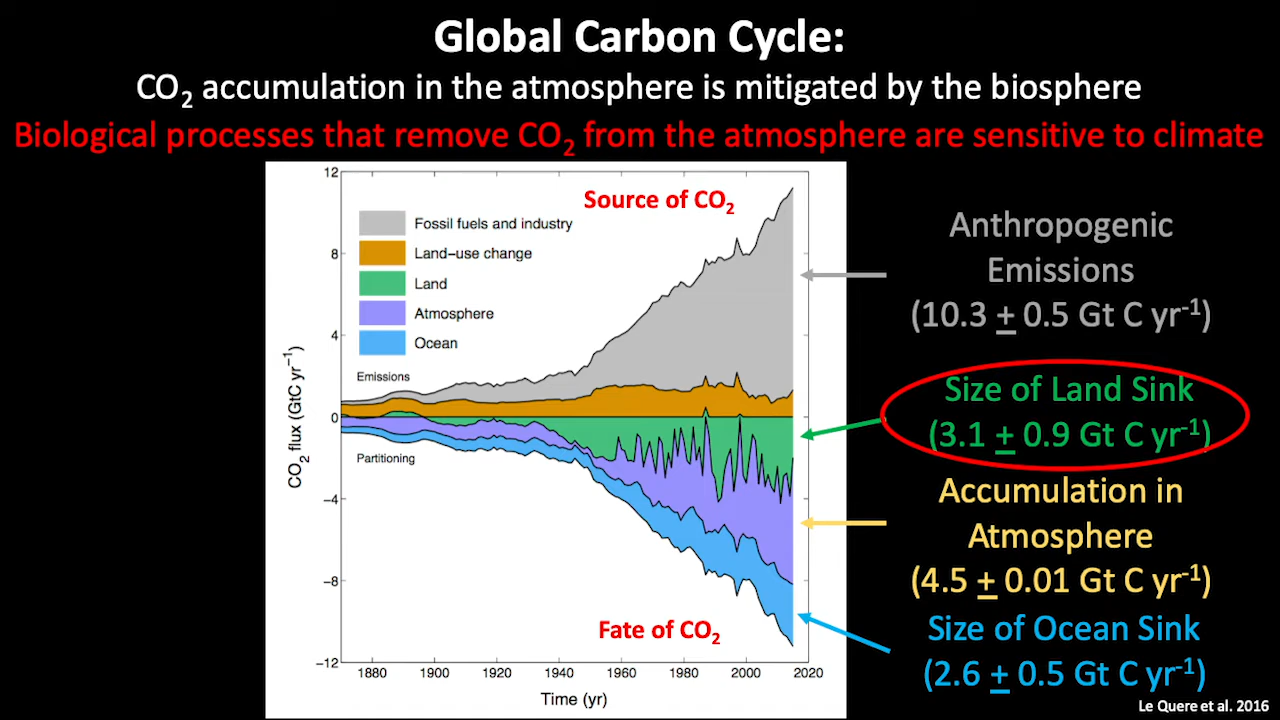 Global Carbon Cycle:
CO₂ accumulation in the atmosphere is mitigated by the biosphere
Biological processes that remove CO₂ from the atmosphere are sensitive to climate
Source of CO₂
Fossil fuels and industry
Land−use change
Land
Atmosphere
Ocean
Emissions
Partitioning
Fate of CO₂
12
8
4
0
−4
−8
−12
CO₂ flux (GtC yr⁻¹)
1880 1900 1920 1940 1960 1980 2000 2020
Time (yr)
Anthropogenic
Emissions
(10.3 ± 0.5 Gt C yr⁻¹)
Size of Land Sink
(3.1 ± 0.9 Gt C yr⁻¹)
Accumulation in
Atmosphere
(4.5 ± 0.01 Gt C yr⁻¹)
Size of Ocean Sink
(2.6 ± 0.5 Gt C yr⁻¹)
Le Quere et al. 2016